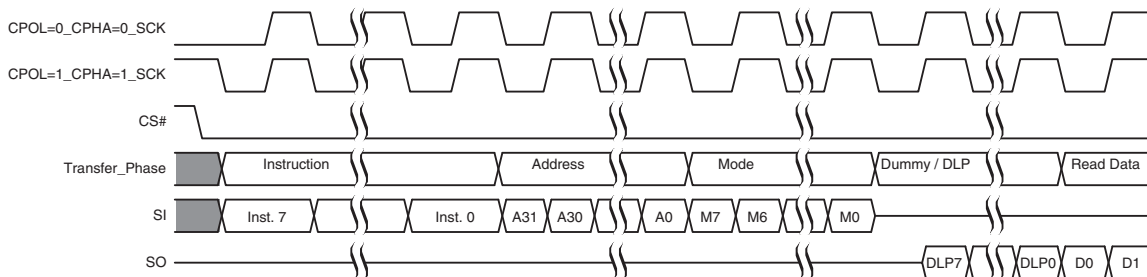 CPOL=0_CPHA=0_SCK
CPOL=1_CPHA=1_SCK
CS#
Transfer_Phase Instruction Address Mode Dummy / DLP Read Data
SI Inst. 7 Inst. 0 A31 A30 A0 M7 M6 M0
SO DLP7 DLP0 D0 D1